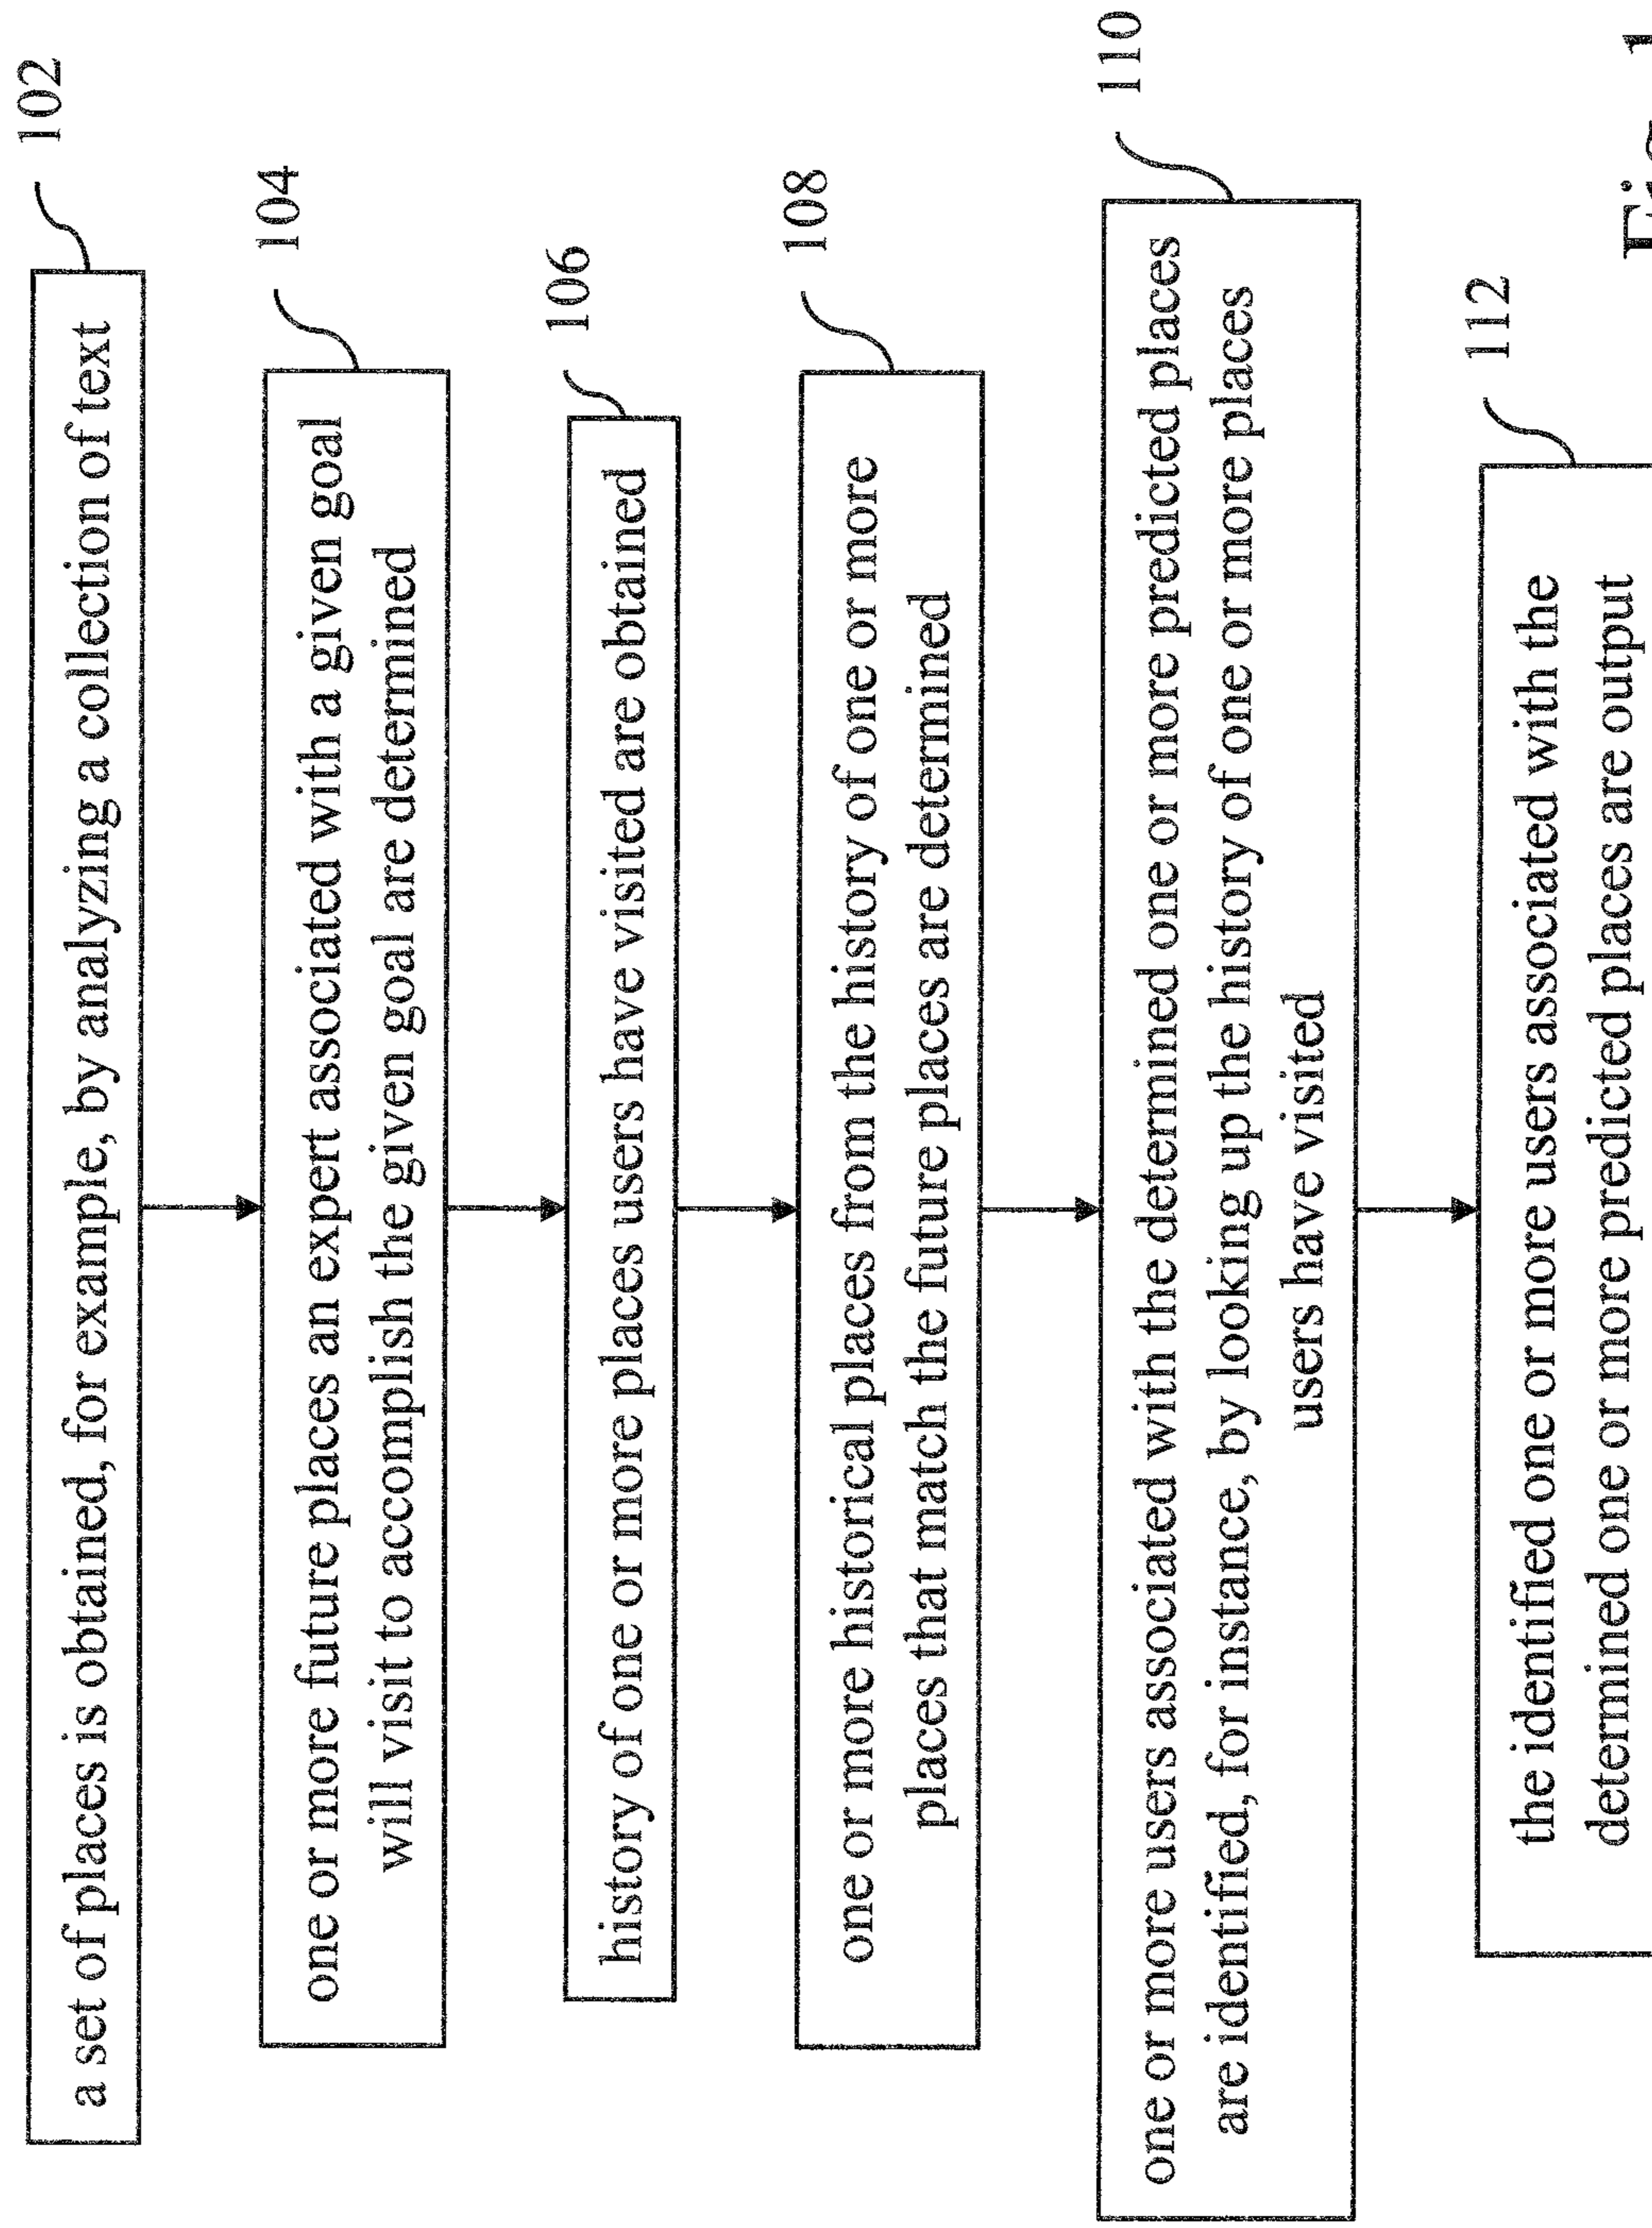 102
a set of places is obtained, for example, by analyzing a collection of text
104
one or more future places an expert associated with a given goal
will visit to accomplish the given goal are determined
106
history of one or more places users have visited are obtained
108
one or more historical places from the history of one or more
places that match the future places are determined
110
one or more users associated with the determined one or more predicted places
are identified, for instance, by looking up the history of one or more places
users have visited
112
the identified one or more users associated with the
determined one or more predicted places are output
Fig. 1